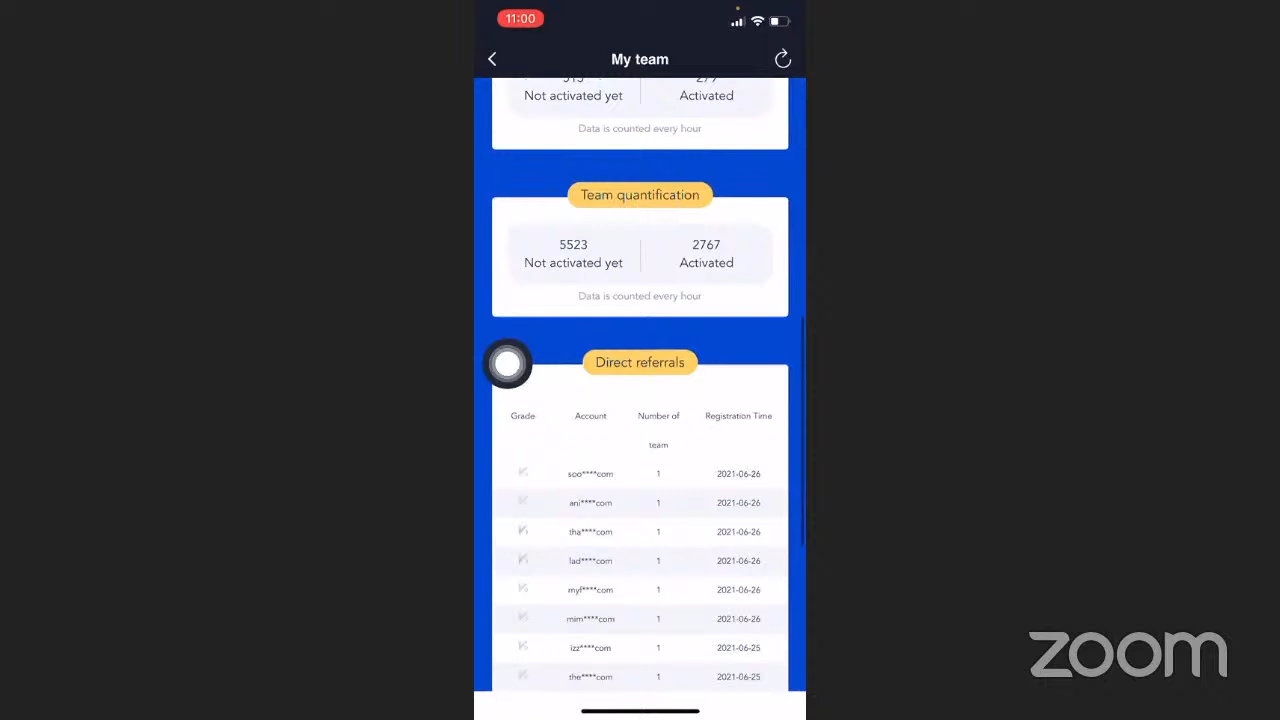 11:00
My team
Not activated yet Activated
Data is counted every hour
Team quantification
5523 2767
Not activated yet Activated
Data is counted every hour
Direct referrals
Grade Account Number of team Registration Time
soo****com 1 2021-06-26
ani****com 1 2021-06-26
tha****com 1 2021-06-26
lad****com 1 2021-06-26
myf****com 1 2021-06-26
mim****com 1 2021-06-26
izz****com 1 2021-06-25
the****com 1 2021-06-25
zoom